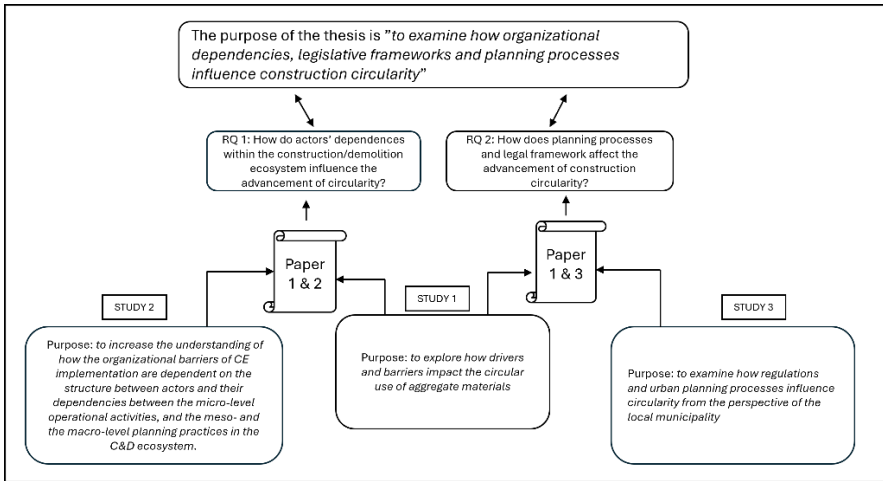 The purpose of the thesis is ”to examine how organizational
dependencies, legislative frameworks and planning processes
influence construction circularity”
RQ 1: How do actors’ dependences
within the construction/demolition
ecosystem influence the
advancement of circularity?
RQ 2: How does planning
processes and legal framework affect the
advancement of construction
circularity?
Paper
1 & 2
Paper
1 & 3
STUDY 2
STUDY 1
STUDY 3
Purpose: to increase the understanding of
how the organizational barriers of CE
implementation are dependent on the
structure between actors and their
dependencies between the micro-level
operational activities, and the meso- and
the macro-level planning practices in the
C&D ecosystem.
Purpose: to explore how drivers
and barriers impact the circular
use of aggregate materials
Purpose: to examine how regulations
and urban planning processes influence
circularity from the perspective of the
local municipality